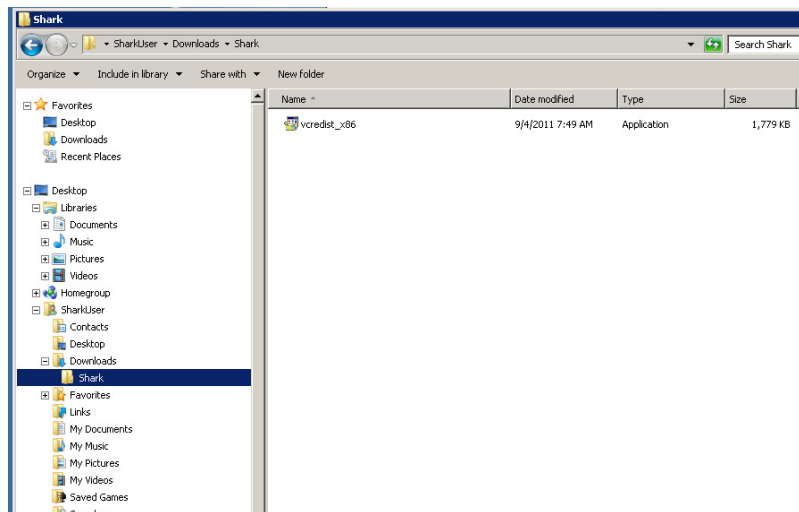 Shark
SharkUser Downloads Shark
Search Shark
Organize Include in library Share with New folder
Name Date modified Type Size
vcredist_x86 9/4/2011 7:49 AM Application 1,779 KB
Favorites
Desktop
Downloads
Recent Places
Desktop
Libraries
Documents
Music
Pictures
Videos
Homegroup
SharkUser
Contacts
Desktop
Downloads
Shark
Favorites
Links
My Documents
My Music
My Pictures
My Videos
Saved Games